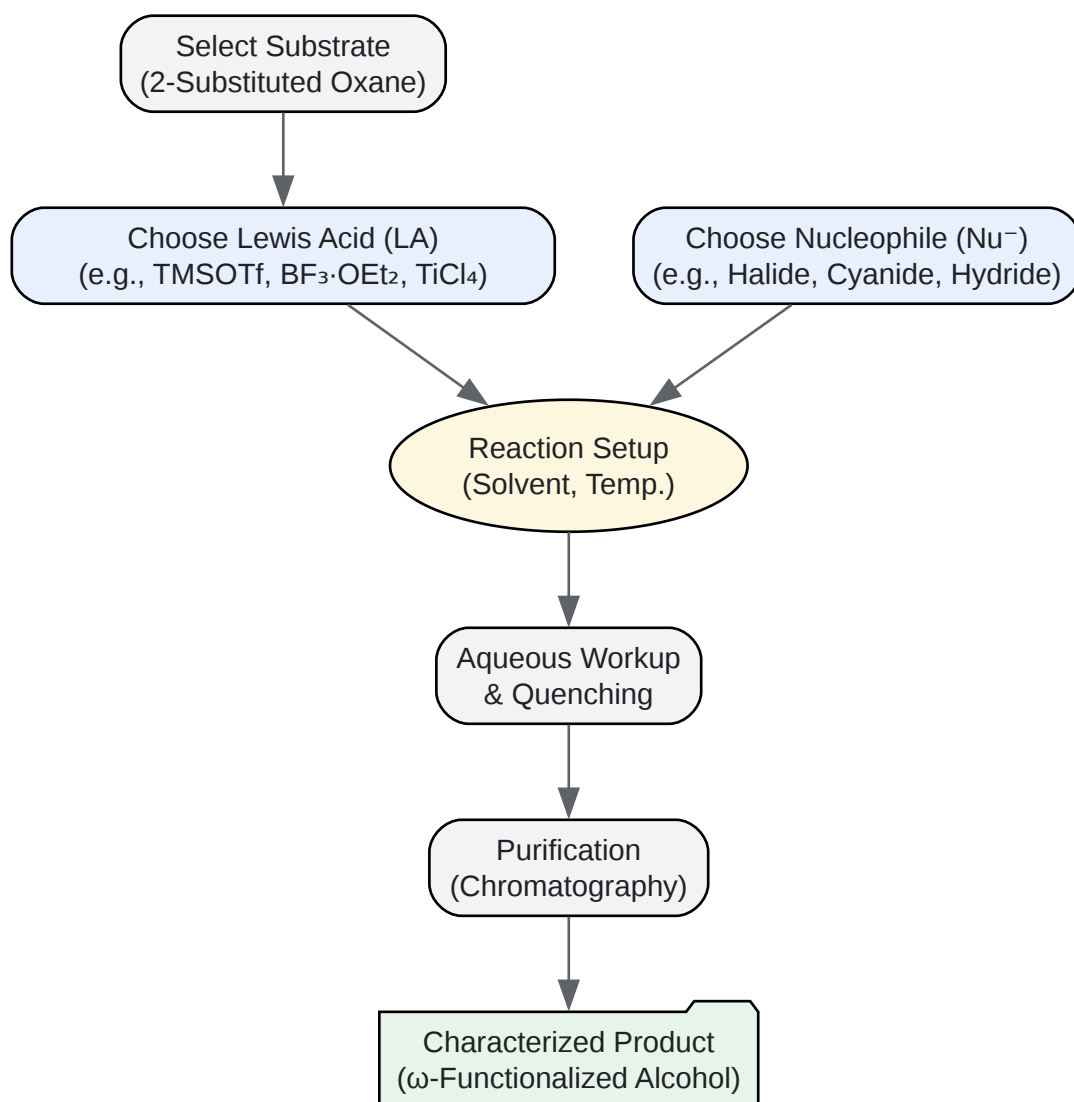 Select Substrate
(2-Substituted Oxane)
Choose Lewis Acid (LA)
(e.g., TMSOTf, BF₃·OEt₂, TiCl₄)
Choose Nucleophile (Nu⁻)
(e.g., Halide, Cyanide, Hydride)
Reaction Setup
(Solvent, Temp.)
Aqueous Workup
& Quenching
Purification
(Chromatography)
Characterized Product
(ω-Functionalized Alcohol)